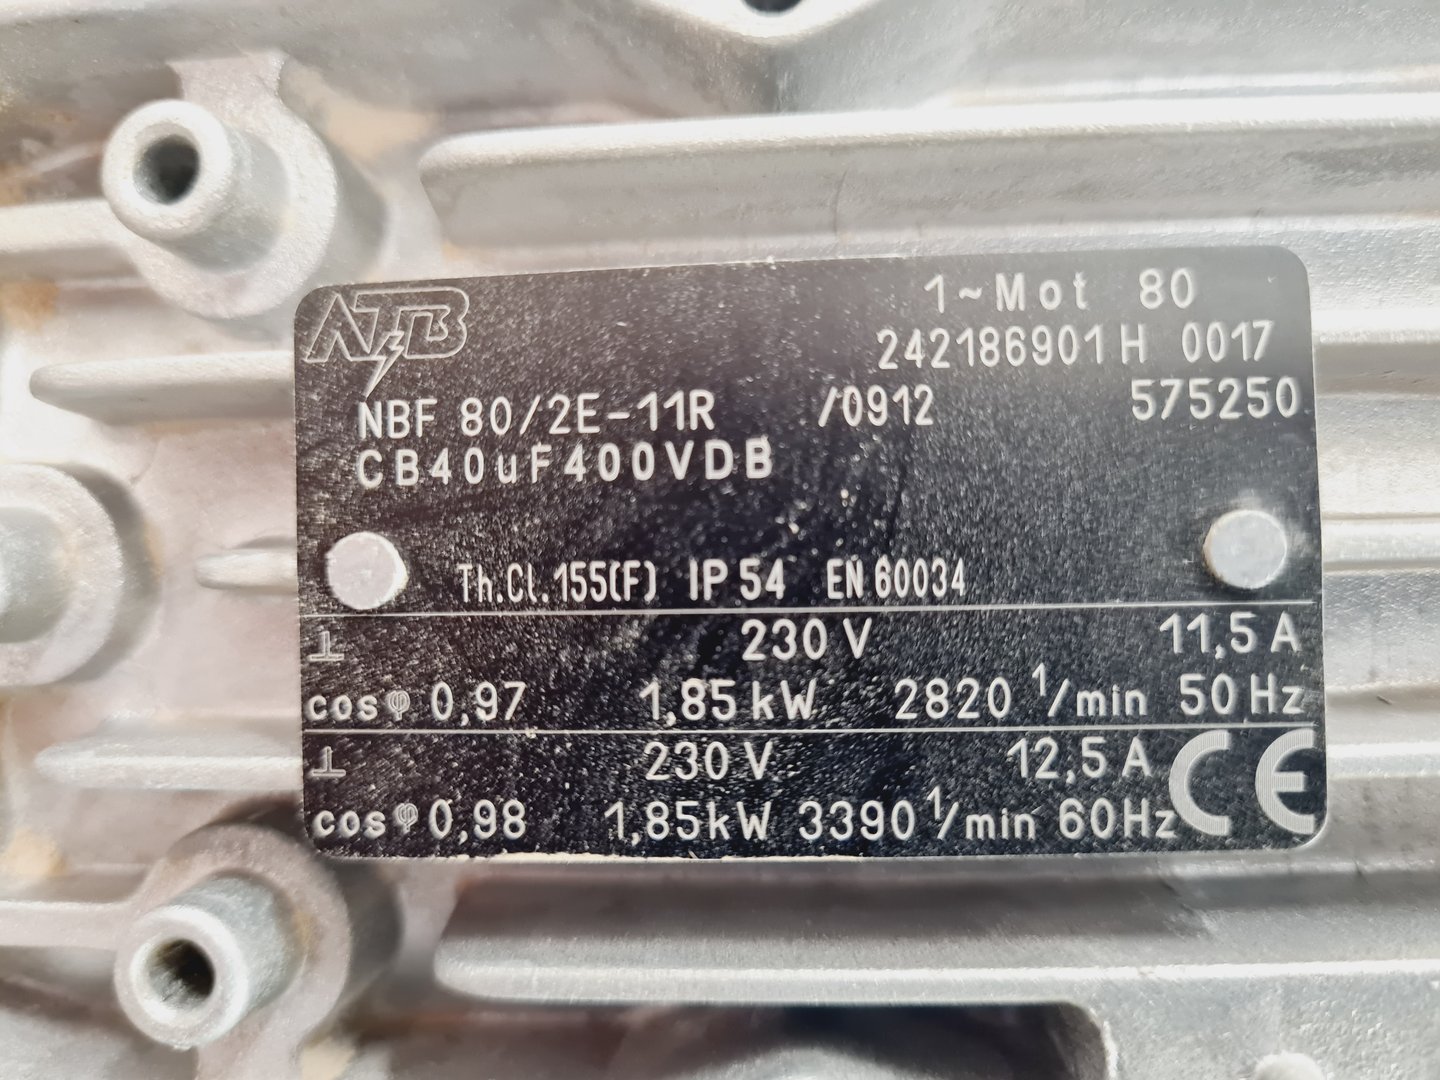 ATB
1~Mot 80
242186901 H 0017
NBF 80/2E-11R /0912 575250
CB40uF400VDB
Th.Cl.155(F) IP 54 EN 60034
⊥ 230 V 11,5 A
cosφ 0,97 1,85 kW 2820 1/min 50 Hz
⊥ 230 V 12,5 A
cosφ 0,98 1,85kW 3390 1/min 60Hz CE